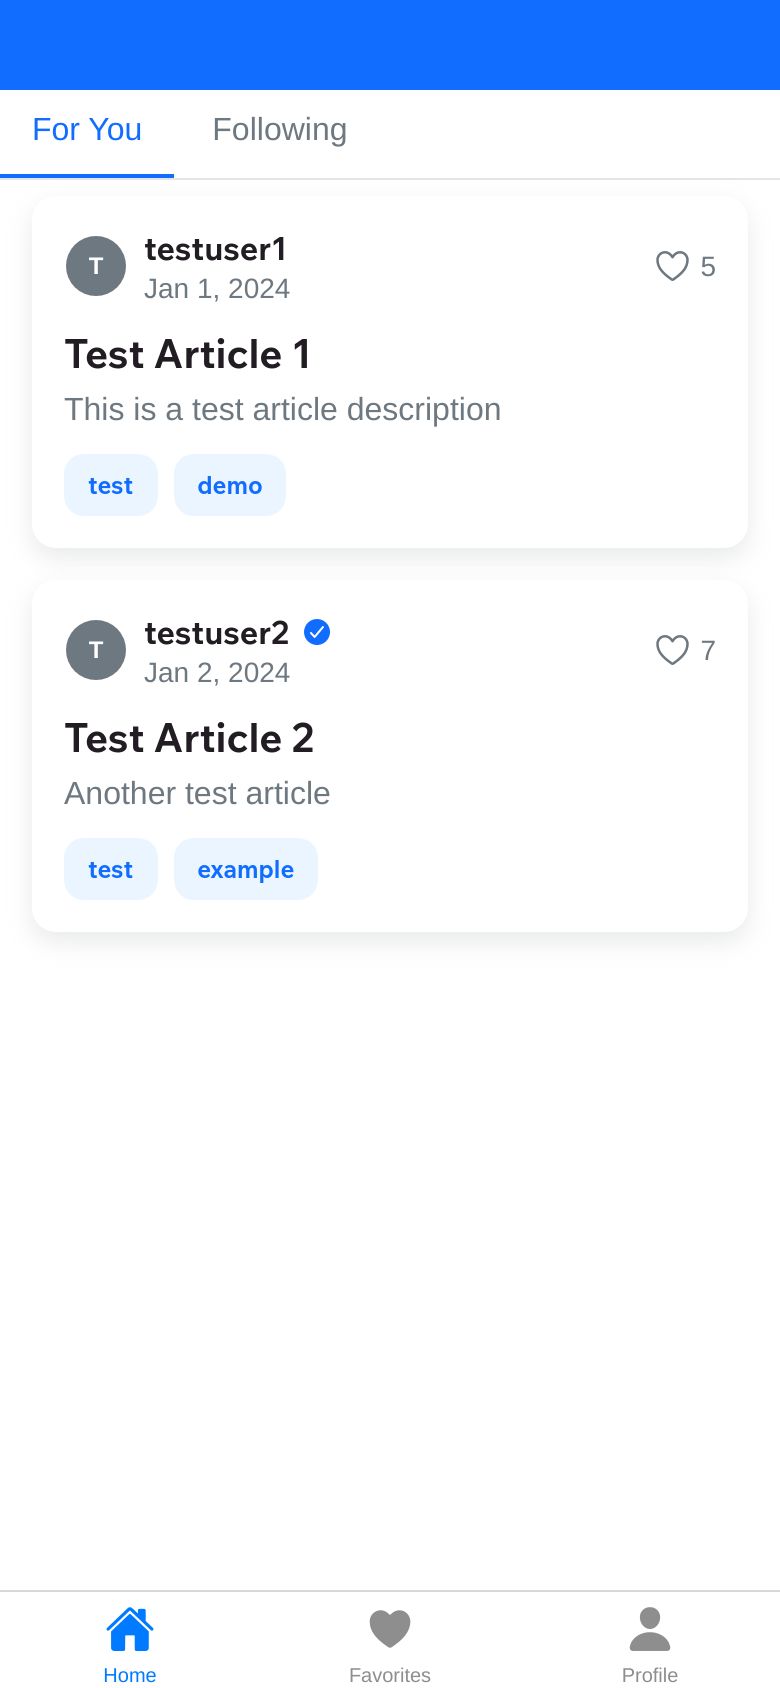 For You Following
T testuser1
Jan 1, 2024
5
Test Article 1
This is a test article description
test demo
T testuser2
Jan 2, 2024
7
Test Article 2
Another test article
test example
Home Favorites Profile